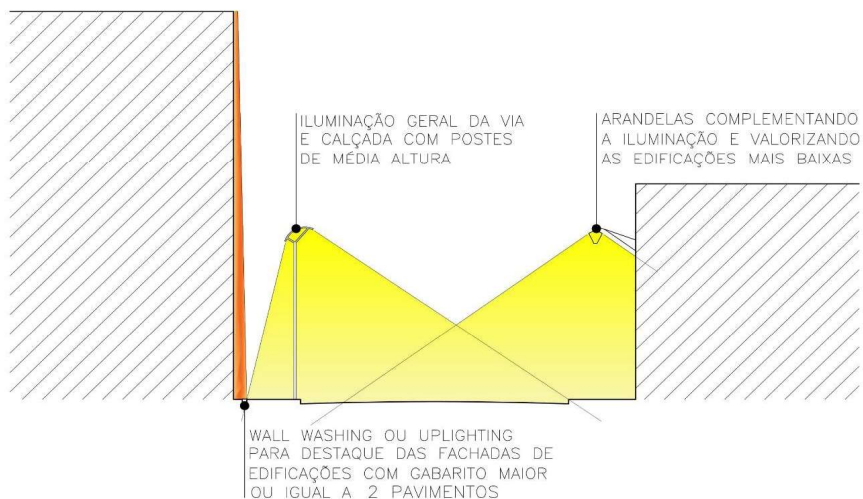 ILUMINAÇÃO GERAL DA VIA
E CALÇADA COM POSTES
DE MÉDIA ALTURA
ARANDELAS COMPLEMENTANDO
A ILUMINAÇÃO E VALORIZANDO
AS EDIFICAÇÕES MAIS BAIXAS
WALL WASHING OU UPLIGHTING
PARA DESTAQUE DAS FACHADAS DE
EDIFICAÇÕES COM GABARITO MAIOR
OU IGUAL A 2 PAVIMENTOS